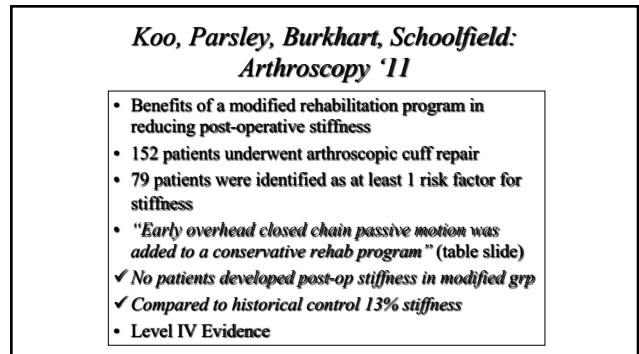 Koo, Parsley, Burkhart, Schoolfield:
Arthroscopy ‘11
• Benefits of a modified rehabilitation program in
reducing post-operative stiffness
• 152 patients underwent arthroscopic cuff repair
• 79 patients were identified as at least 1 risk factor for
stiffness
• “Early overhead closed chain passive motion was
added to a conservative rehab program” (table slide)
✓ No patients developed post-op stiffness in modified grp
✓ Compared to historical control 13% stiffness
• Level IV Evidence